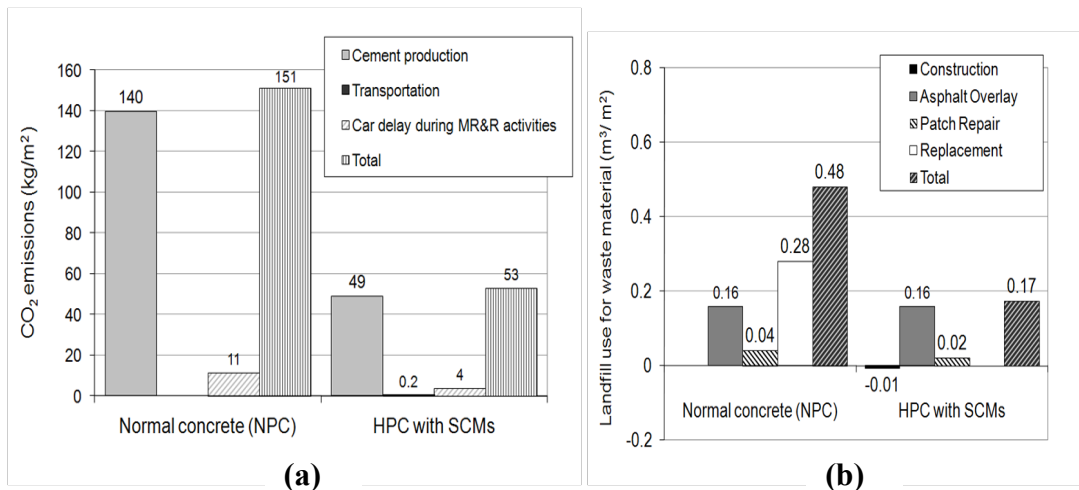 Cement production
Transportation
Car delay during MR&R activities
Total
CO₂ emissions (kg/m²)
160
140
120
100
80
60
40
20
0
140
11
151
49
0.2
4
53
Normal concrete (NPC)
HPC with SCMs
(a)
Construction
Asphalt Overlay
Patch Repair
Replacement
Total
Landfill use for waste material (m³/ m²)
0.8
0.6
0.4
0.2
0
-0.2
0.16
0.04
0.28
0.48
-0.01
0.16
0.02
0.17
Normal concrete (NPC)
HPC with SCMs
(b)